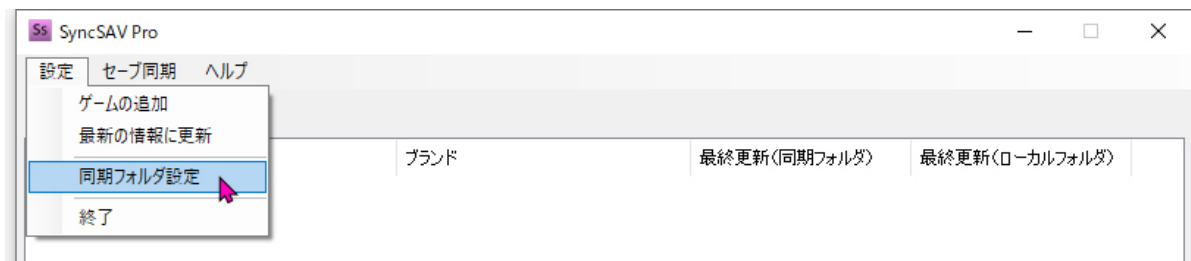 Ss SyncSAV Pro
設定 セーブ同期 ヘルプ
ゲームの追加
最新の情報に更新
ブランド 最終更新(同期フォルダ) 最終更新(ローカルフォルダ)
同期フォルダ設定
終了